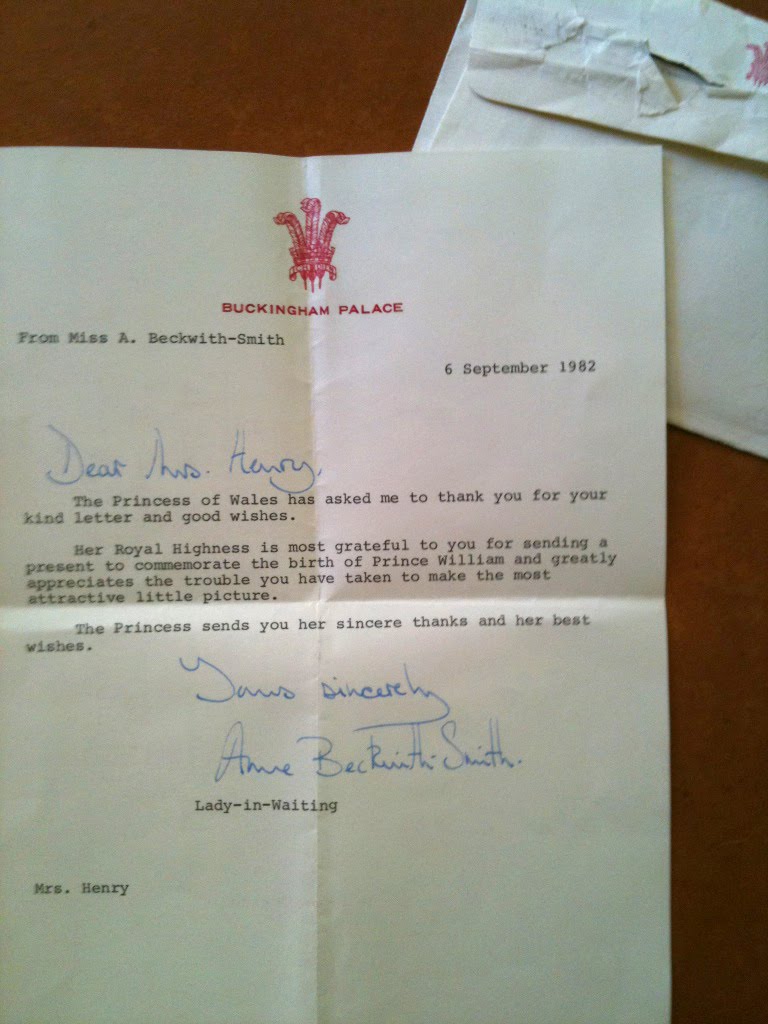 BUCKINGHAM PALACE
From Miss A. Beckwith-Smith
6 September 1982
Dear Mrs. Henry,
The Princess of Wales has asked me to thank you for your
kind letter and good wishes.
Her Royal Highness is most grateful to you for sending a
present to commemorate the birth of Prince William and greatly
appreciates the trouble you have taken to make the most
attractive little picture.
The Princess sends you her sincere thanks and her best
wishes.
Yours sincerely
Anne Beckwith-Smith.
Lady-in-Waiting
Mrs. Henry